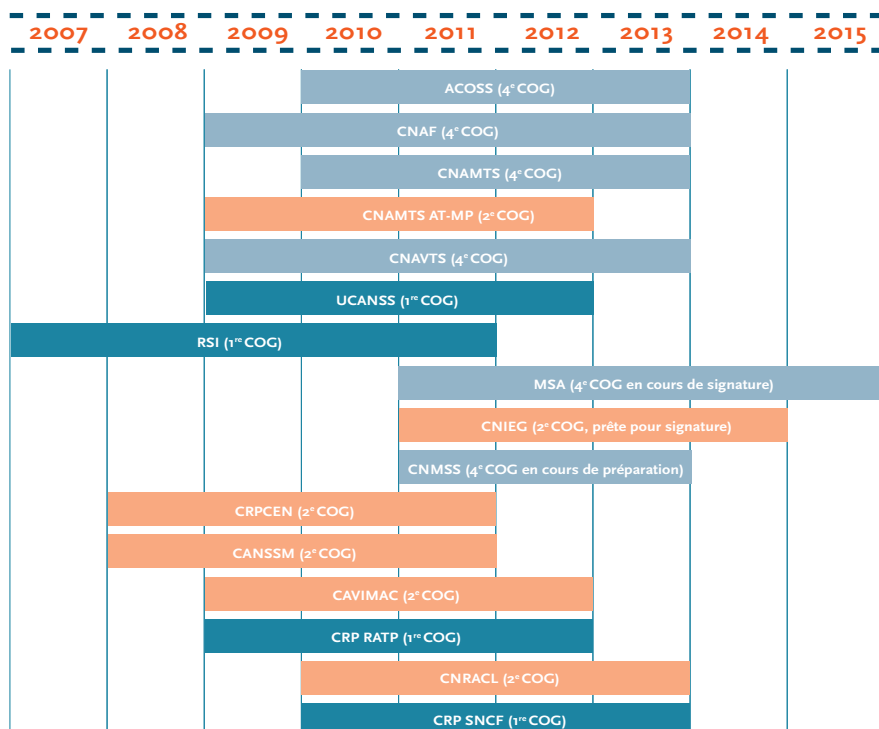 2007 2008 2009 2010 2011 2012 2013 2014 2015
ACOSS (4e COG)
CNAF (4e COG)
CNAMTS (4e COG)
CNAMTS AT-MP (2e COG)
CNAVTS (4e COG)
UCANSS (1re COG)
RSI (1re COG)
MSA (4e COG en cours de signature)
CNIEG (2e COG, prête pour signature)
CNMSS (4e COG en cours de préparation)
CRPCEN (2e COG)
CANSSM (2e COG)
CAVIMAC (2e COG)
CRP RATP (1re COG)
CNRACL (2e COG)
CRP SNCF (1re COG)